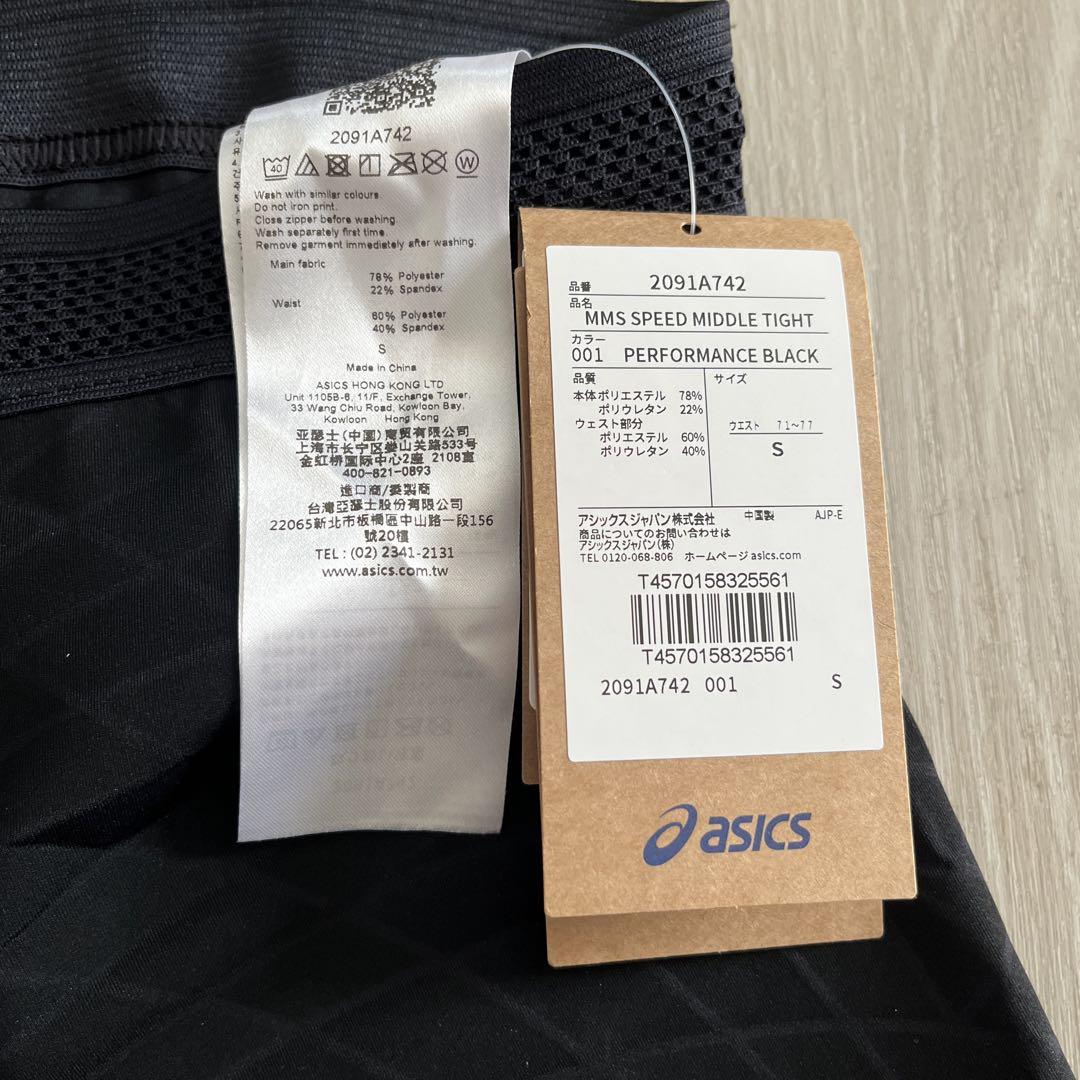 2091A742
40
W
Wash with similar colours.
Do not iron print.
Close zipper before washing.
Wash separately first time.
Remove garment immediately after washing.
Main fabric
78% Polyester
22% Spandex
Waist
60% Polyester
40% Spandex
S
Made in China
ASICS HONG KONG LTD
Unit 1105B-6, 11/F, Exchange Tower,
33 Wang Chiu Road, Kowloon Bay,
Kowloon Hong Kong
亚瑟士(中国)商贸有限公司
上海市长宁区娄山关路533号
金虹桥国际中心2座 2108室
400-821-0893
進口商/委製商
台灣亞瑟士股份有限公司
22065新北市板橋區中山路一段156
號20樓
TEL : (02) 2341-2131
www.asics.com.tw
品番 2091A742
品名
MMS SPEED MIDDLE TIGHT
カラー
001 PERFORMANCE BLACK
品質
本体 ポリエステル 78%
ポリウレタン 22%
ウェスト部分
ポリエステル 60%
ポリウレタン 40%
サイズ
ウエスト 71~77
S
アシックスジャパン株式会社 中国製 AJP-E
商品についてのお問い合わせは
アシックスジャパン(株)
TEL 0120-068-806 ホームページ asics.com
T4570158325561
T4570158325561
2091A742 001 S
asics